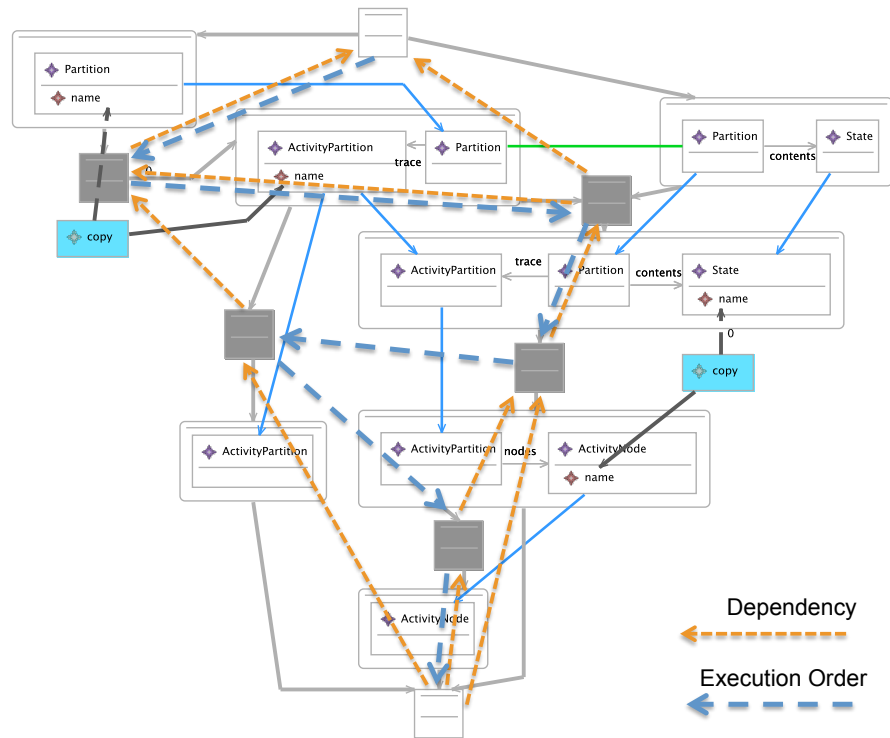 Partition
name
ActivityPartition
name
trace
Partition
Partition
contents
State
0
copy
ActivityPartition
trace
Partition
contents
State
name
0
copy
ActivityPartition
ActivityPartition
nodes
ActivityNode
name
ActivityNode
Dependency
Execution Order